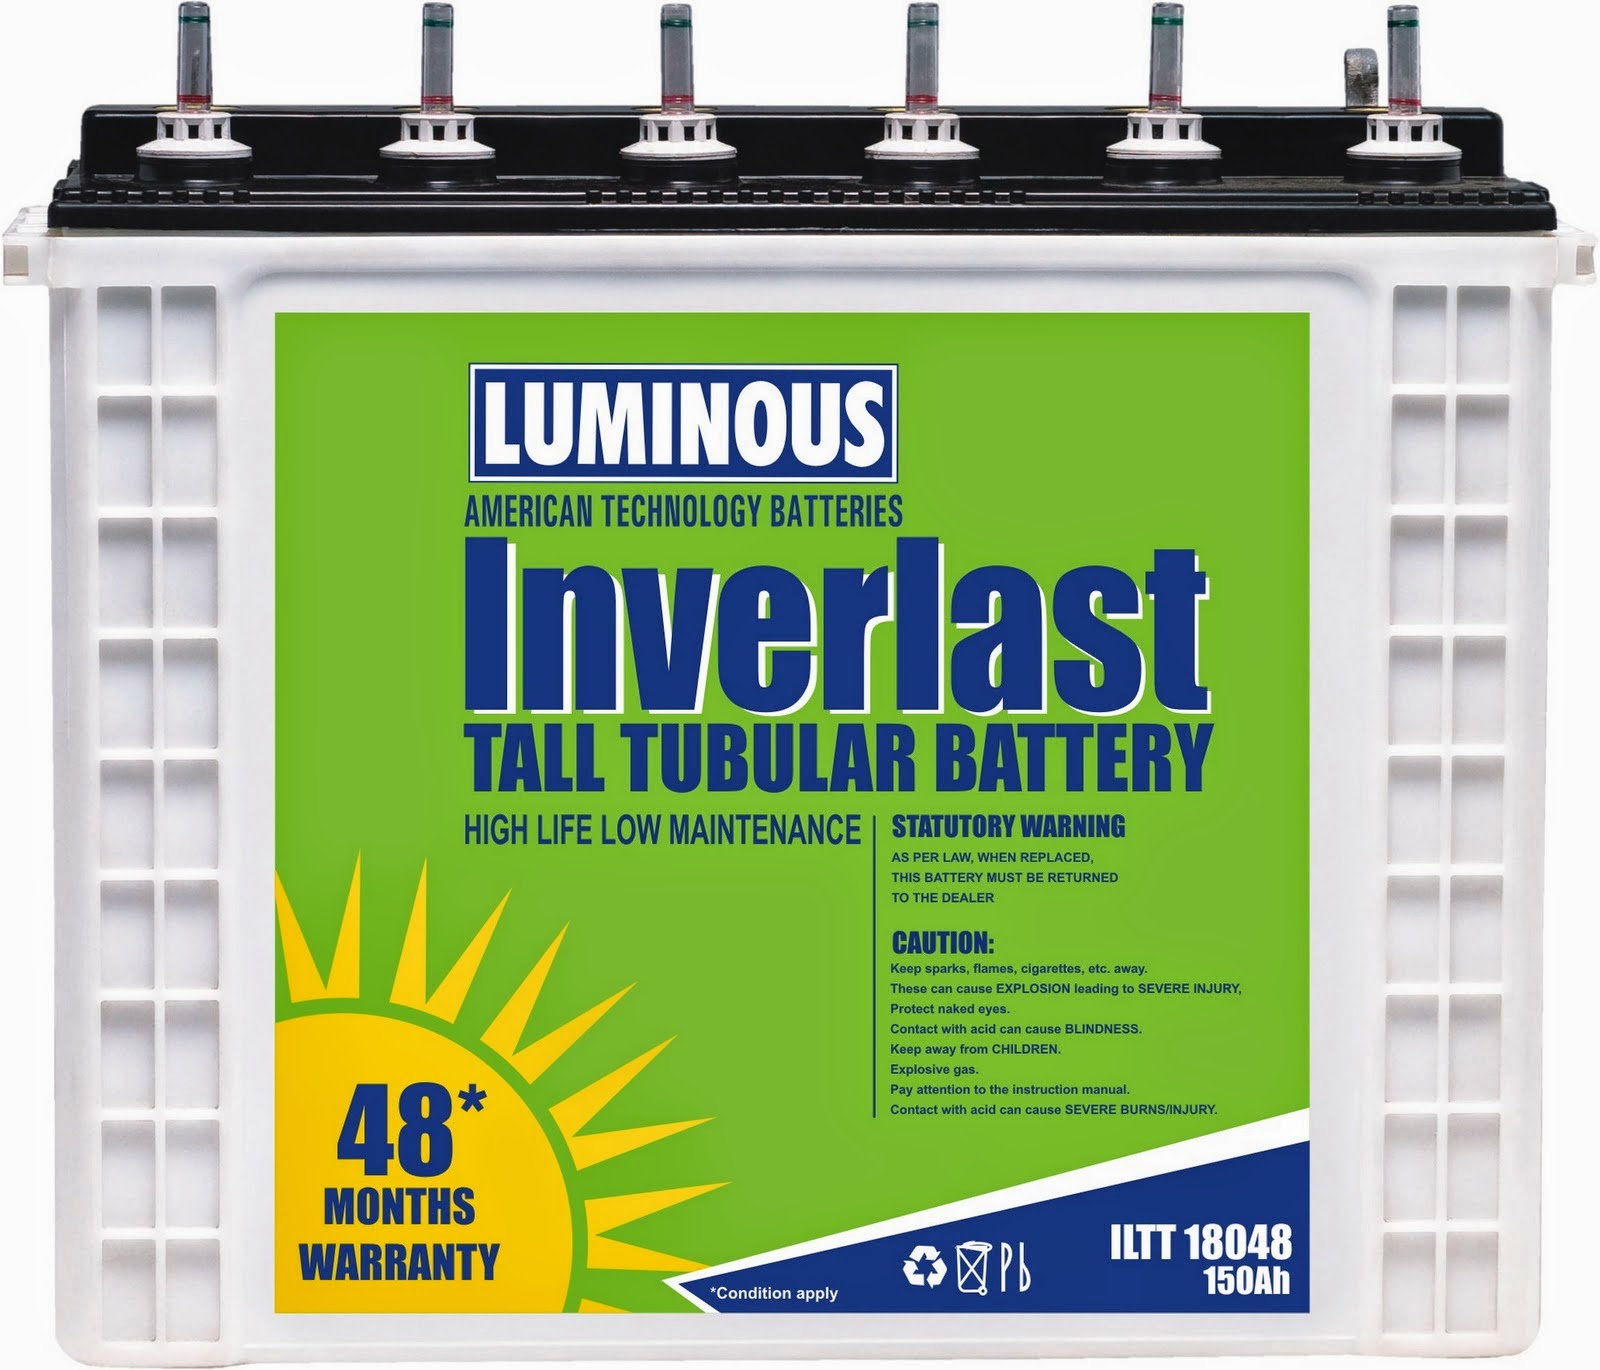 LUMINOUS
AMERICAN TECHNOLOGY BATTERIES
Inverlast
TALL TUBULAR BATTERY
HIGH LIFE LOW MAINTENANCE
STATUTORY WARNING
AS PER LAW, WHEN REPLACED,
THIS BATTERY MUST BE RETURNED
TO THE DEALER
CAUTION:
Keep sparks, flames, cigarettes, etc. away.
These can cause EXPLOSION leading to SEVERE INJURY,
Protect naked eyes.
Contact with acid can cause BLINDNESS.
Keep away from CHILDREN.
Explosive gas.
Pay attention to the instruction manual.
Contact with acid can cause SEVERE BURNS/INJURY.
48*
MONTHS
WARRANTY
*Condition apply
Pb
ILTT 18048
150Ah